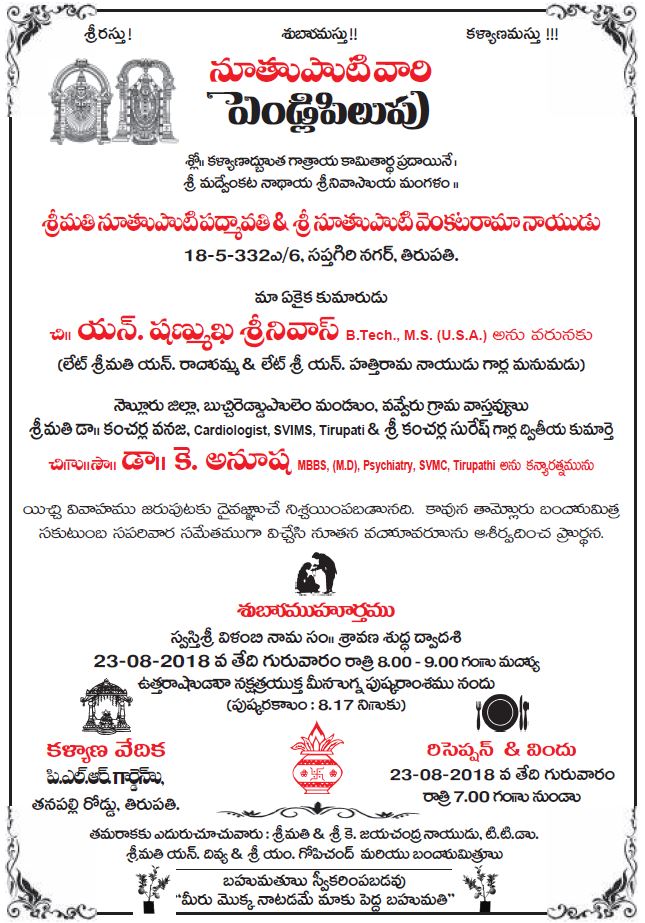 శ్రీరస్తు! శుభమస్తు!! కళ్యాణమస్తు !!!
నూతలపాటి వారి
పెండ్లిపిలుపు
శ్లో॥ కళ్యాణాద్భుత గాత్రాయ కామితార్థ ప్రదాయినే।
శ్రీ మద్వేంకట నాథాయ శ్రీనివాసాయ మంగళం ॥
శ్రీమతి నూతలపాటి పద్మావతి & శ్రీ నూతలపాటి వెంకటరామా నాయుడు
18-5-332ఎ/6, సప్తగిరి నగర్, తిరుపతి.
మా ఏకైక కుమారుడు
చి॥ యన్. షణ్ముఖ శ్రీనివాస్ B.Tech., M.S. (U.S.A.) అను వరునకు
(లేట్ శ్రీమతి యన్. రాధమ్మ & లేట్ శ్రీ యన్. హత్తిరామ నాయుడు గార్ల మనుమడు)
నెల్లూరు జిల్లా, బుచ్చిరెడ్డిపాలెం మండలం, వవ్వేరు గ్రామ వాస్తవ్యులు
శ్రీమతి డా॥ కంచర్ల వనజ, Cardiologist, SVIMS, Tirupati & శ్రీ కంచర్ల సురేష్ గార్ల ద్వితీయ కుమార్తె
చి॥ల॥సౌ॥ డా॥ కె. అనూష MBBS, (M.D), Psychiatry, SVMC, Tirupathi అను కన్యారత్నమును
యిచ్చి వివాహము జరుపుటకు దైవజ్ఞులచే నిశ్చయింపబడినది. కావున తామెల్లరు బంధుమిత్ర
సకుటుంబ సపరివార సమేతముగా విచ్చేసి నూతన వధూవరులను ఆశీర్వదించ ప్రార్థన.
శుభముహూర్తము
స్వస్తిశ్రీ విళంబి నామ సం॥ శ్రావణ శుద్ధ ద్వాదశి
23-08-2018 వ తేది గురువారం రాత్రి 8.00 - 9.00 గంటల మధ్య
ఉత్తరాషాఢ నక్షత్రయుక్త మీనలగ్న పుష్కరాంశము నందు
(పుష్కరకాలం : 8.17 ని॥లకు)
కళ్యాణ వేదిక
పి.ఎల్.ఆర్. గార్డెన్స్,
తనపల్లి రోడ్డు, తిరుపతి.
రిసెప్షన్ & విందు
23-08-2018 వ తేది గురువారం
రాత్రి 7.00 గంటల నుండి
తమరాకకు ఎదురుచూచువారు : శ్రీమతి & శ్రీ కె. జయచంద్ర నాయుడు, టి.టి.డి.
శ్రీమతి యన్. దివ్య & శ్రీ యం. గోపిచంద్ మరియు బంధుమిత్రులు
బహుమతులు స్వీకరింపబడవు
"మీరు మొక్క నాటడమే మాకు పెద్ద బహుమతి"